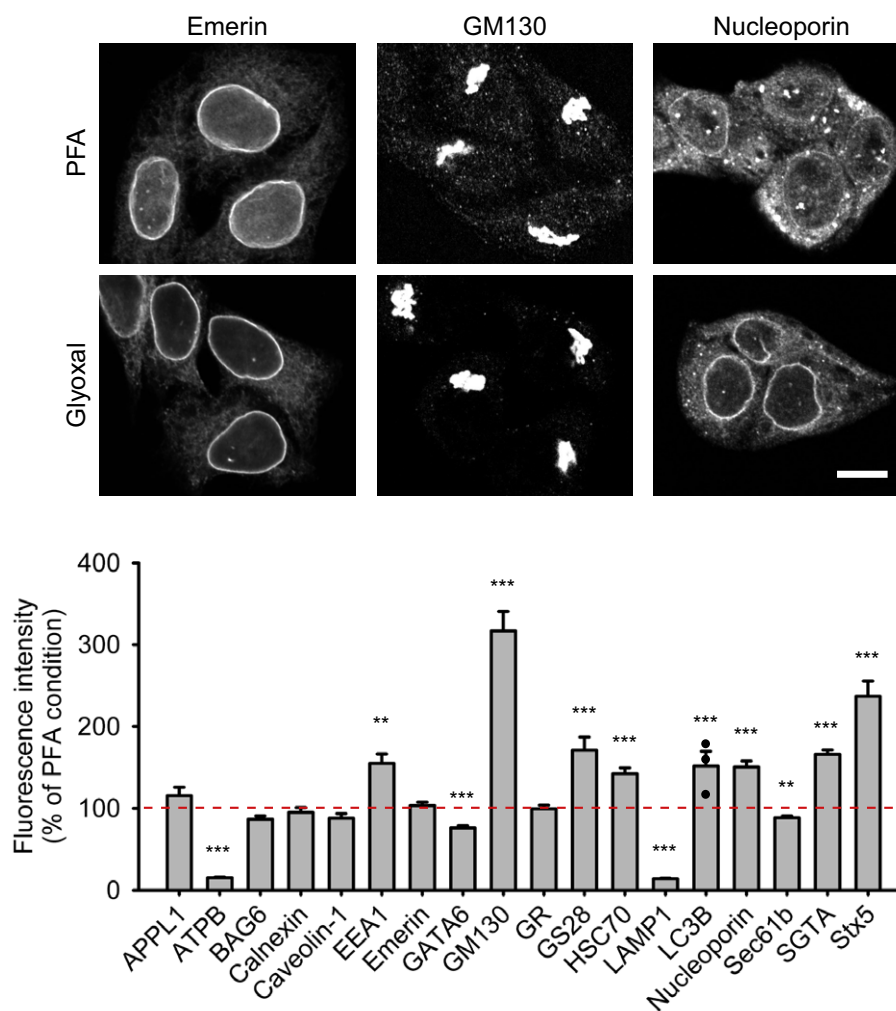 Emerin GM130 Nucleoporin
PFA
Glyoxal
Fluorescence intensity
(% of PFA condition)
400
300
200
100
0
***
**
***
***
***
***
***
***
***
**
***
***
APPL1
ATPB
BAG6
Calnexin
Caveolin-1
EEA1
Emerin
GATA6
GM130
GR
GS28
HSC70
LAMP1
LC3B
Nucleoporin
Sec61b
SGTA
Stx5